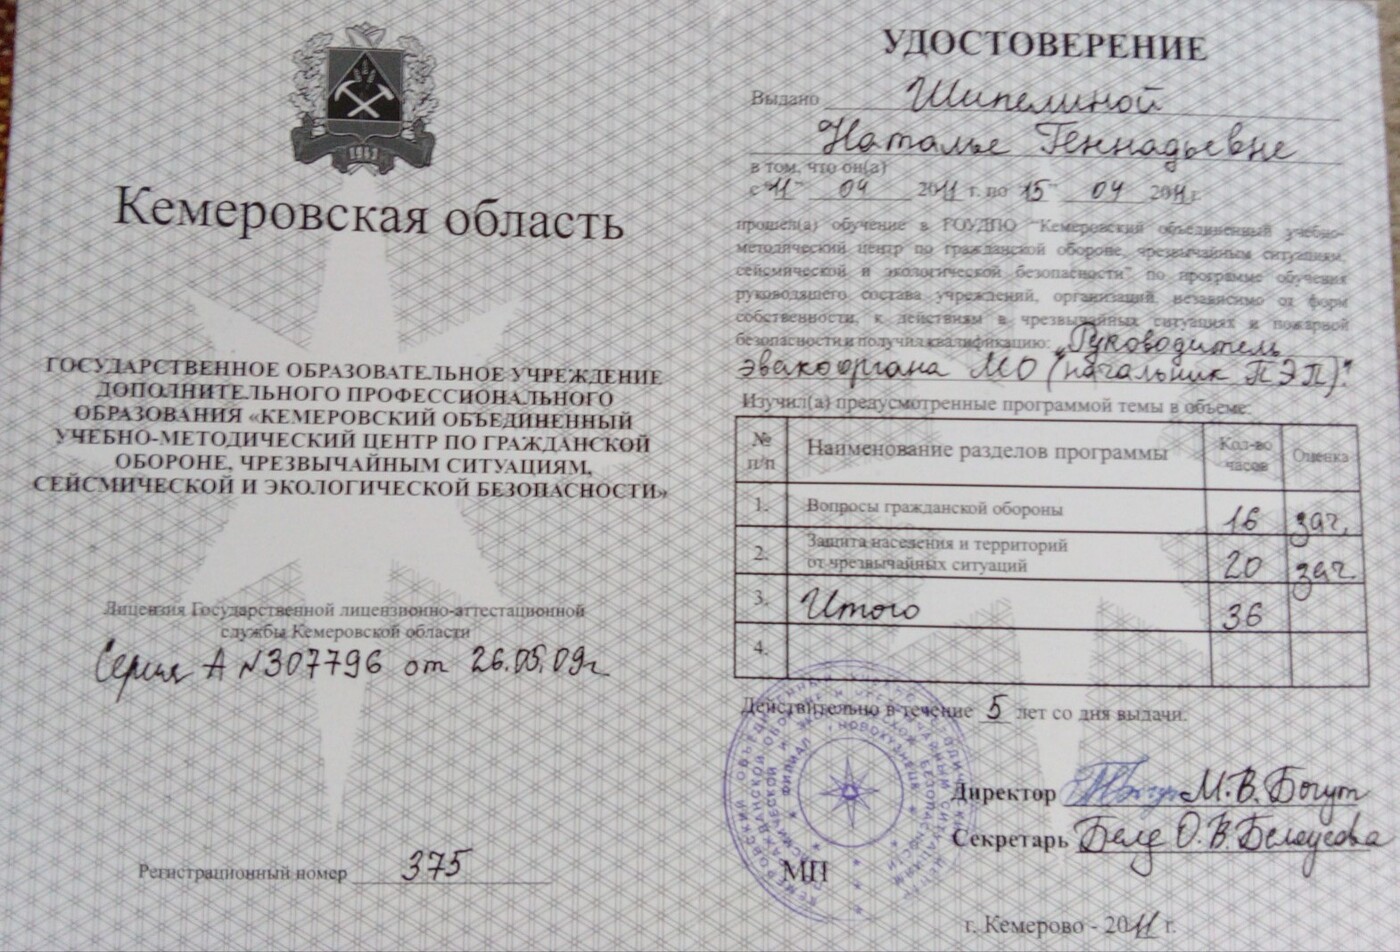 1943
Кемеровская область
ГОСУДАРСТВЕННОЕ ОБРАЗОВАТЕЛЬНОЕ УЧРЕЖДЕНИЕ
ДОПОЛНИТЕЛЬНОГО ПРОФЕССИОНАЛЬНОГО
ОБРАЗОВАНИЯ «КЕМЕРОВСКИЙ ОБЪЕДИНЕННЫЙ
УЧЕБНО-МЕТОДИЧЕСКИЙ ЦЕНТР ПО ГРАЖДАНСКОЙ
ОБОРОНЕ, ЧРЕЗВЫЧАЙНЫМ СИТУАЦИЯМ,
СЕЙСМИЧЕСКОЙ И ЭКОЛОГИЧЕСКОЙ БЕЗОПАСНОСТИ»
Лицензия Государственной лицензионно-аттестационной
службы Кемеровской области
Серия А №307796 от 26.05.09г
Регистрационный номер 375
УДОСТОВЕРЕНИЕ
Выдано Шипелиной
Наталье Геннадьевне
в том, что он(а)
с "11" 04 2011 г. по "15" 04 2011 г.
прошел(а) обучение в ГОУДПО "Кемеровский объединенный учебно-
методический центр по гражданской обороне, чрезвычайным ситуациям,
сейсмической и экологической безопасности" по программе обучения
руководящего состава учреждений, организаций, независимо от форм
собственности, к действиям в чрезвычайных ситуациях и пожарной
безопасности и получил квалификацию: „Руководитель
эвакооргана МО (начальник ПЭП)."
Изучил(а) предусмотренные программой темы в объеме:
№ п/п Наименование разделов программы Кол-во часов Оценка
1. Вопросы гражданской обороны 16 зач.
2. Защита населения и территорий
от чрезвычайных ситуаций 20 зач.
3. Итого 36
4.
Действительно в течение 5 лет со дня выдачи.
Директор М.В. Богут
Секретарь О.В. Белоусова
МП
НОВОКУЗНЕЦК
ФИЛИАЛ
г. Кемерово - 2011 г.